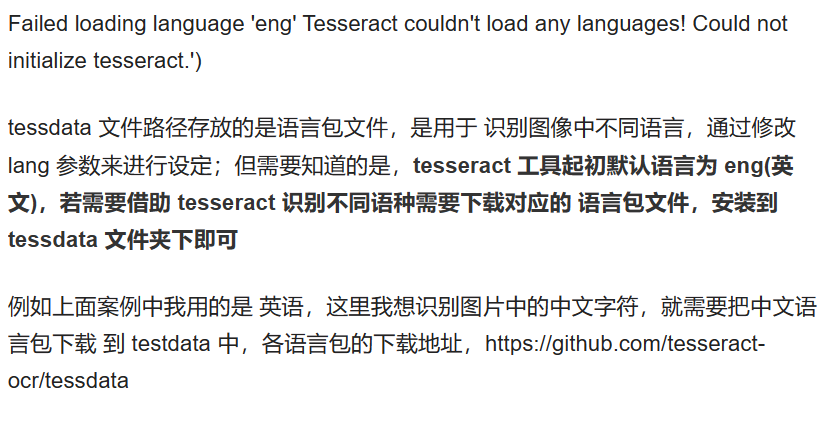 Failed loading language 'eng' Tesseract couldn't load any languages! Could not
initialize tesseract.')
tessdata 文件路径存放的是语言包文件，是用于 识别图像中不同语言，通过修改
lang 参数来进行设定；但需要知道的是，tesseract 工具起初默认语言为 eng(英
文)，若需要借助 tesseract 识别不同语种需要下载对应的 语言包文件，安装到
tessdata 文件夹下即可
例如上面案例中我用的是 英语，这里我想识别图片中的中文字符，就需要把中文语
言包下载 到 testdata 中，各语言包的下载地址，https://github.com/tesseract-
ocr/tessdata